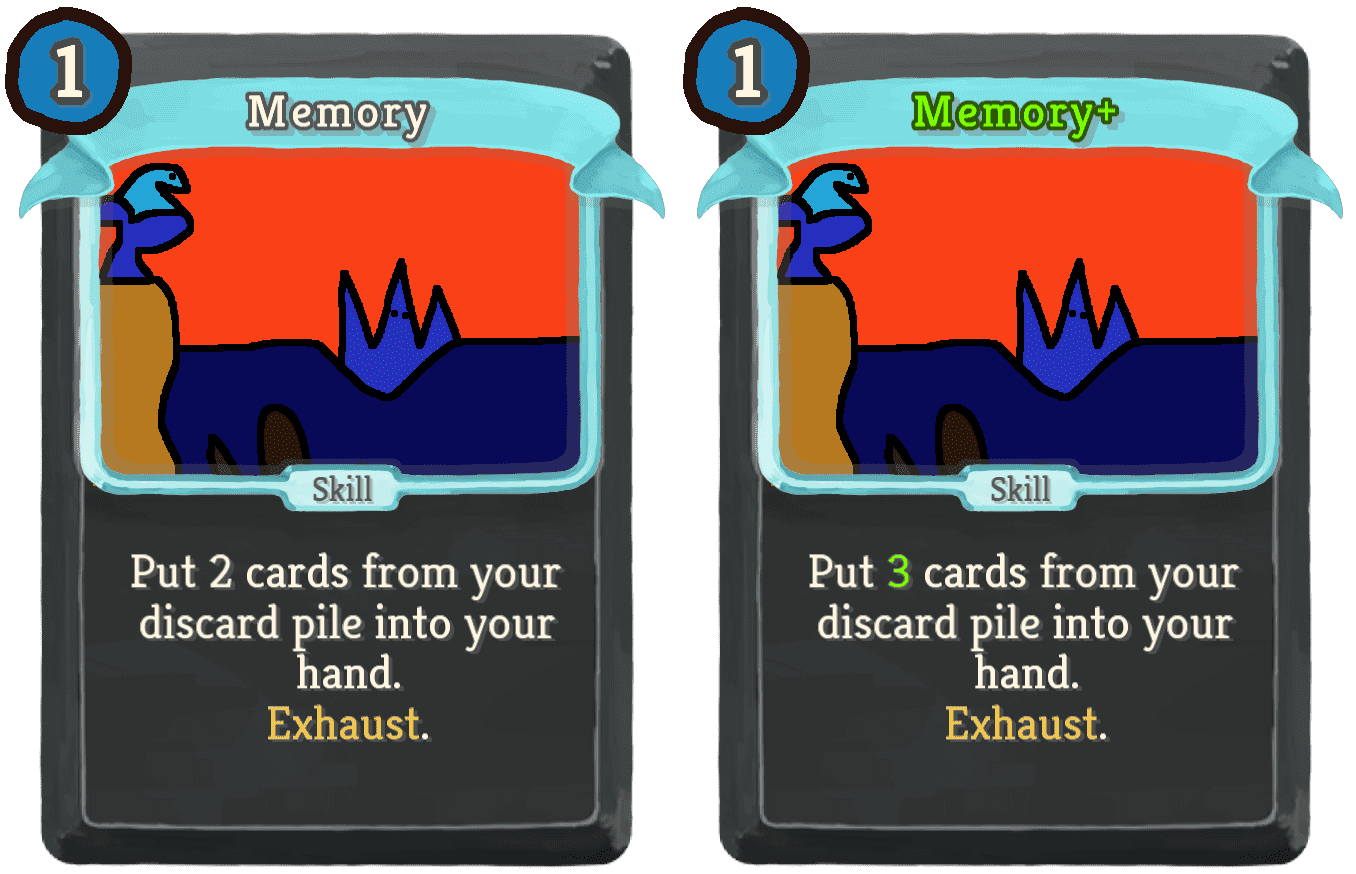 1
Memory
Skill
Put 2 cards from your
discard pile into your
hand.
Exhaust.
1
Memory+
Skill
Put 3 cards from your
discard pile into your
hand.
Exhaust.